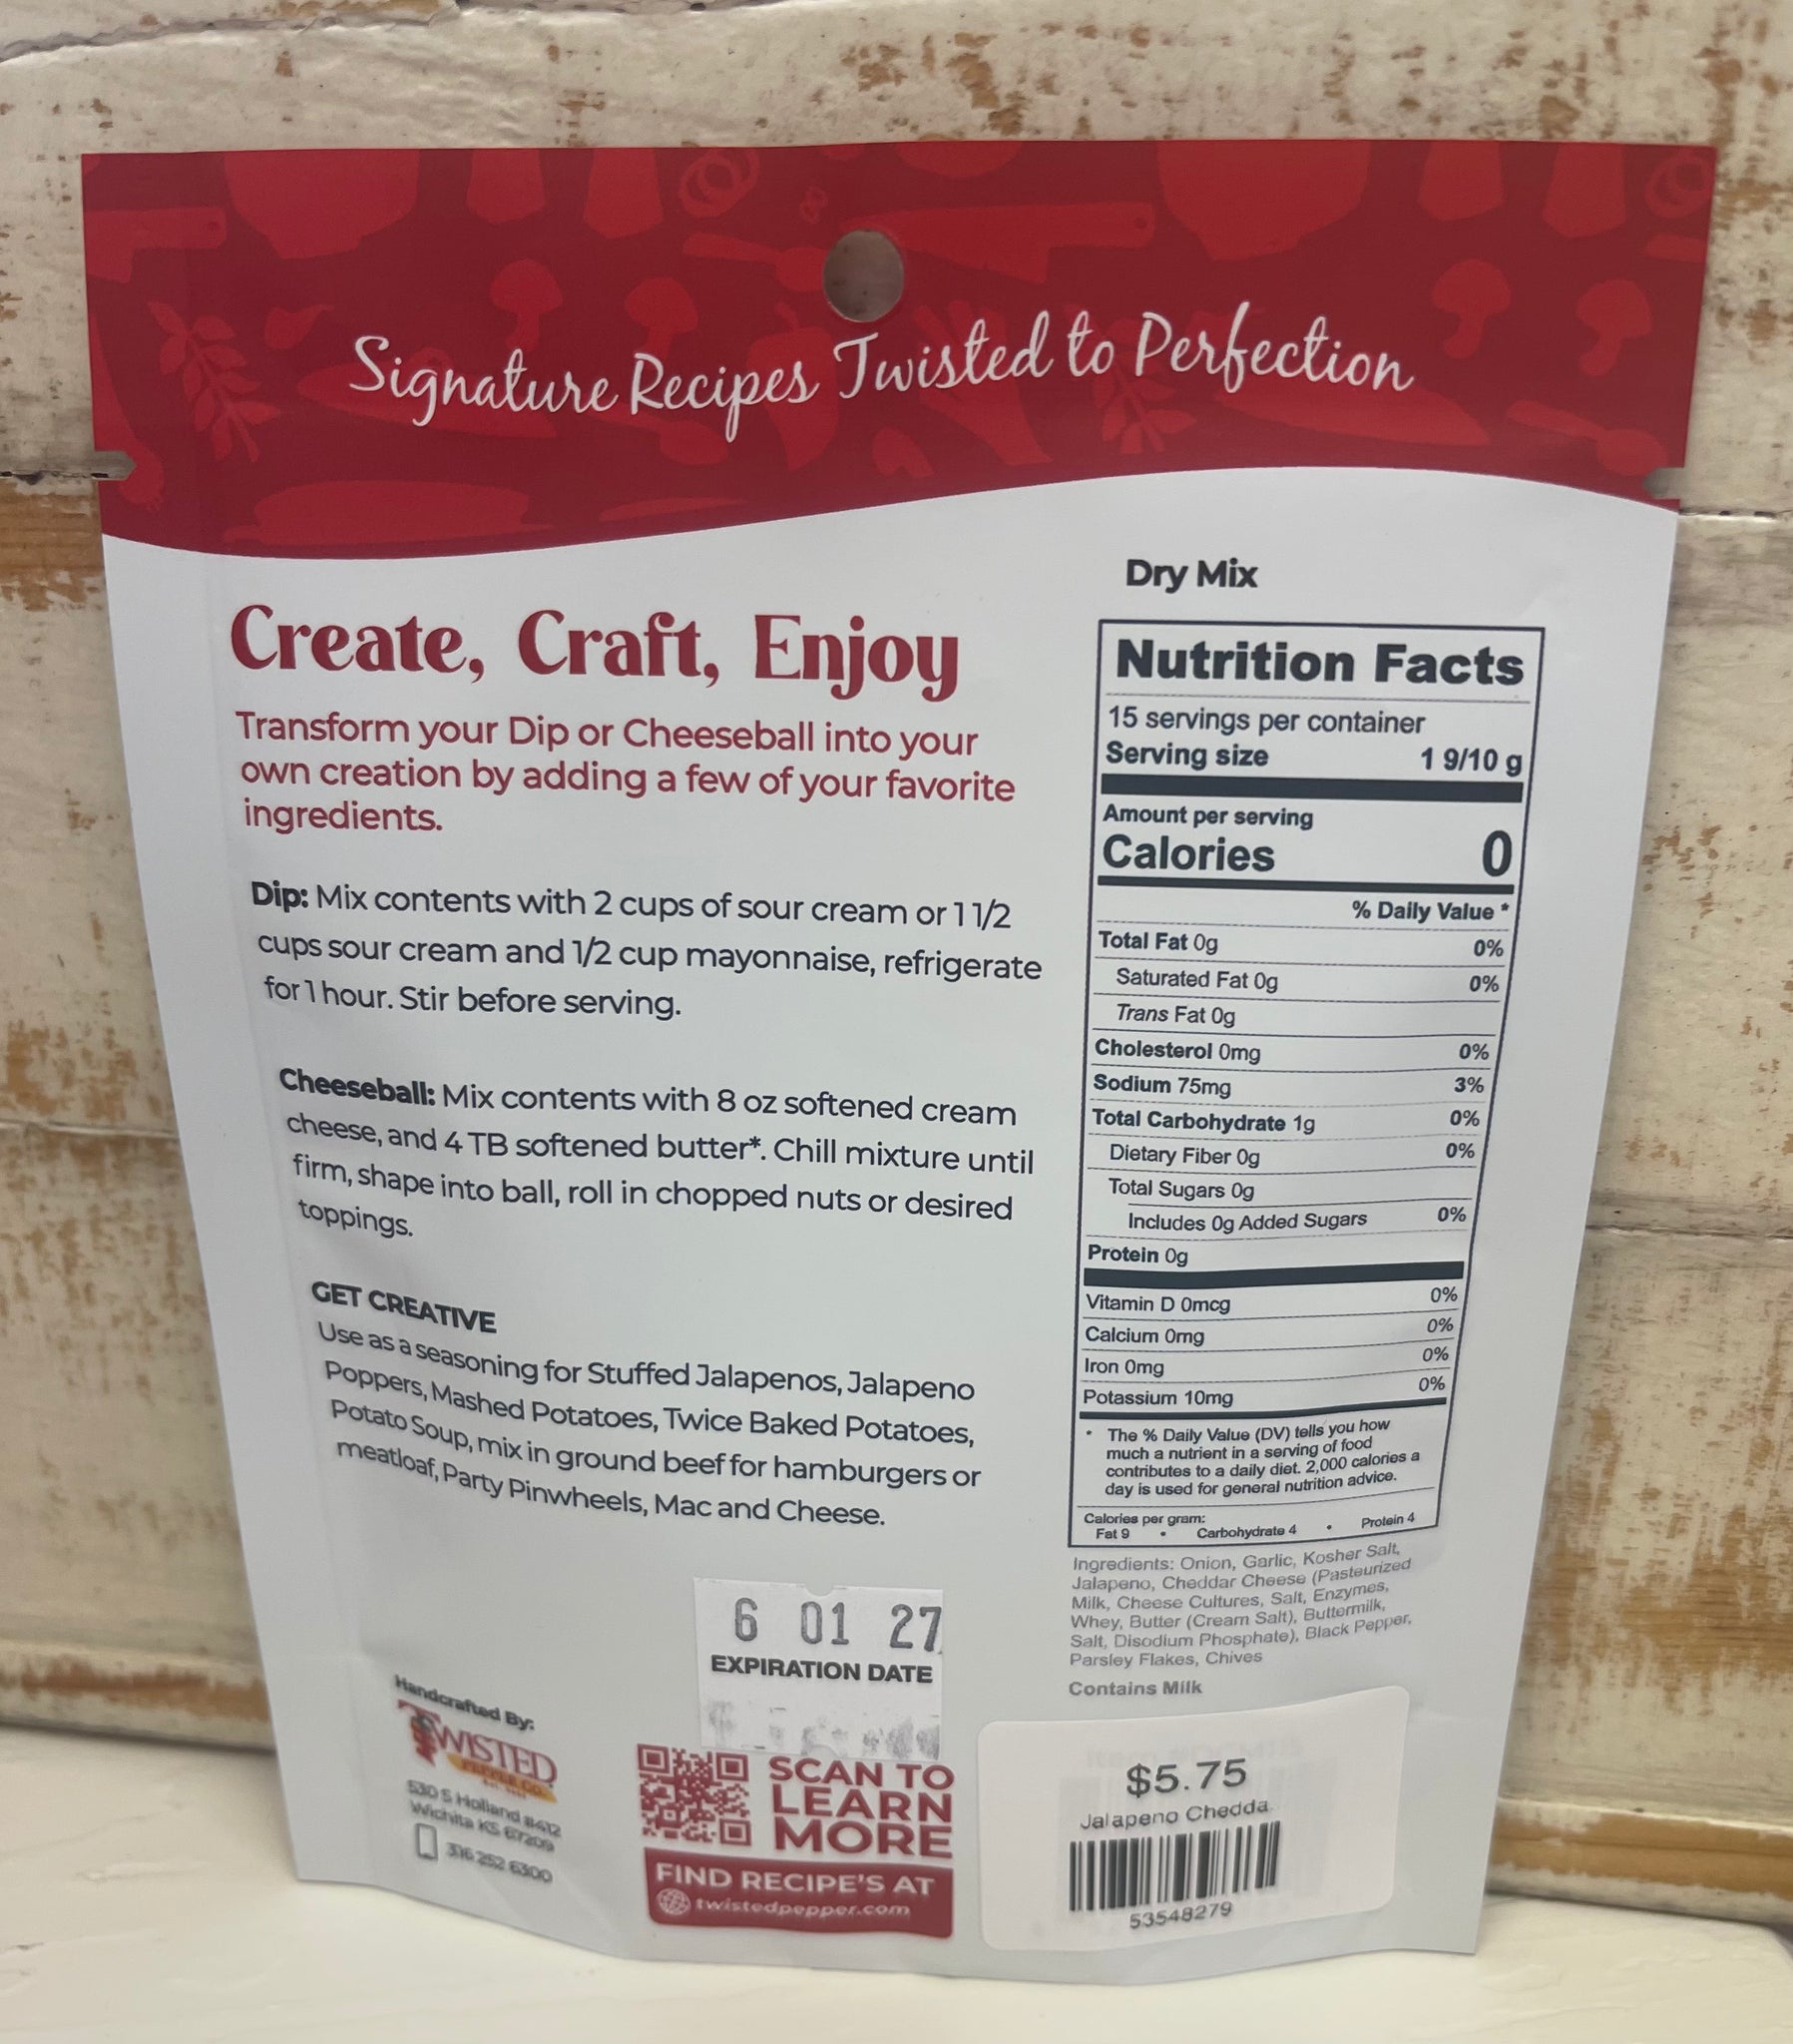 Signature Recipes Twisted to Perfection
Create, Craft, Enjoy
Transform your Dip or Cheeseball into your
own creation by adding a few of your favorite
ingredients.
Dip: Mix contents with 2 cups of sour cream or 1 1/2
cups sour cream and 1/2 cup mayonnaise, refrigerate
for 1 hour. Stir before serving.
Cheeseball: Mix contents with 8 oz softened cream
cheese, and 4 TB softened butter*. Chill mixture until
firm, shape into ball, roll in chopped nuts or desired
toppings.
GET CREATIVE
Use as a seasoning for Stuffed Jalapenos, Jalapeno
Poppers, Mashed Potatoes, Twice Baked Potatoes,
Potato Soup, mix in ground beef for hamburgers or
meatloaf, Party Pinwheels, Mac and Cheese.
6 01 27
EXPIRATION DATE
Handcrafted By:
TWISTED
PEPPER CO.
530 S Holland #412
Wichita KS 67209
316 252 6300
SCAN TO
LEARN
MORE
FIND RECIPE'S AT
twistedpepper.com
Dry Mix
Nutrition Facts
15 servings per container
Serving size 1 9/10 g
Amount per serving
Calories 0
% Daily Value *
Total Fat 0g 0%
Saturated Fat 0g 0%
Trans Fat 0g
Cholesterol 0mg 0%
Sodium 75mg 3%
Total Carbohydrate 1g 0%
Dietary Fiber 0g 0%
Total Sugars 0g
Includes 0g Added Sugars 0%
Protein 0g
Vitamin D 0mcg 0%
Calcium 0mg 0%
Iron 0mg 0%
Potassium 10mg 0%
* The % Daily Value (DV) tells you how
much a nutrient in a serving of food
contributes to a daily diet. 2,000 calories a
day is used for general nutrition advice.
Calories per gram:
Fat 9 • Carbohydrate 4 • Protein 4
Ingredients: Onion, Garlic, Kosher Salt,
Jalapeno, Cheddar Cheese (Pasteurized
Milk, Cheese Cultures, Salt, Enzymes,
Whey, Butter (Cream Salt), Buttermilk,
Salt, Disodium Phosphate), Black Pepper,
Parsley Flakes, Chives
Contains Milk
$5.75
Jalapeno Chedda
53548279